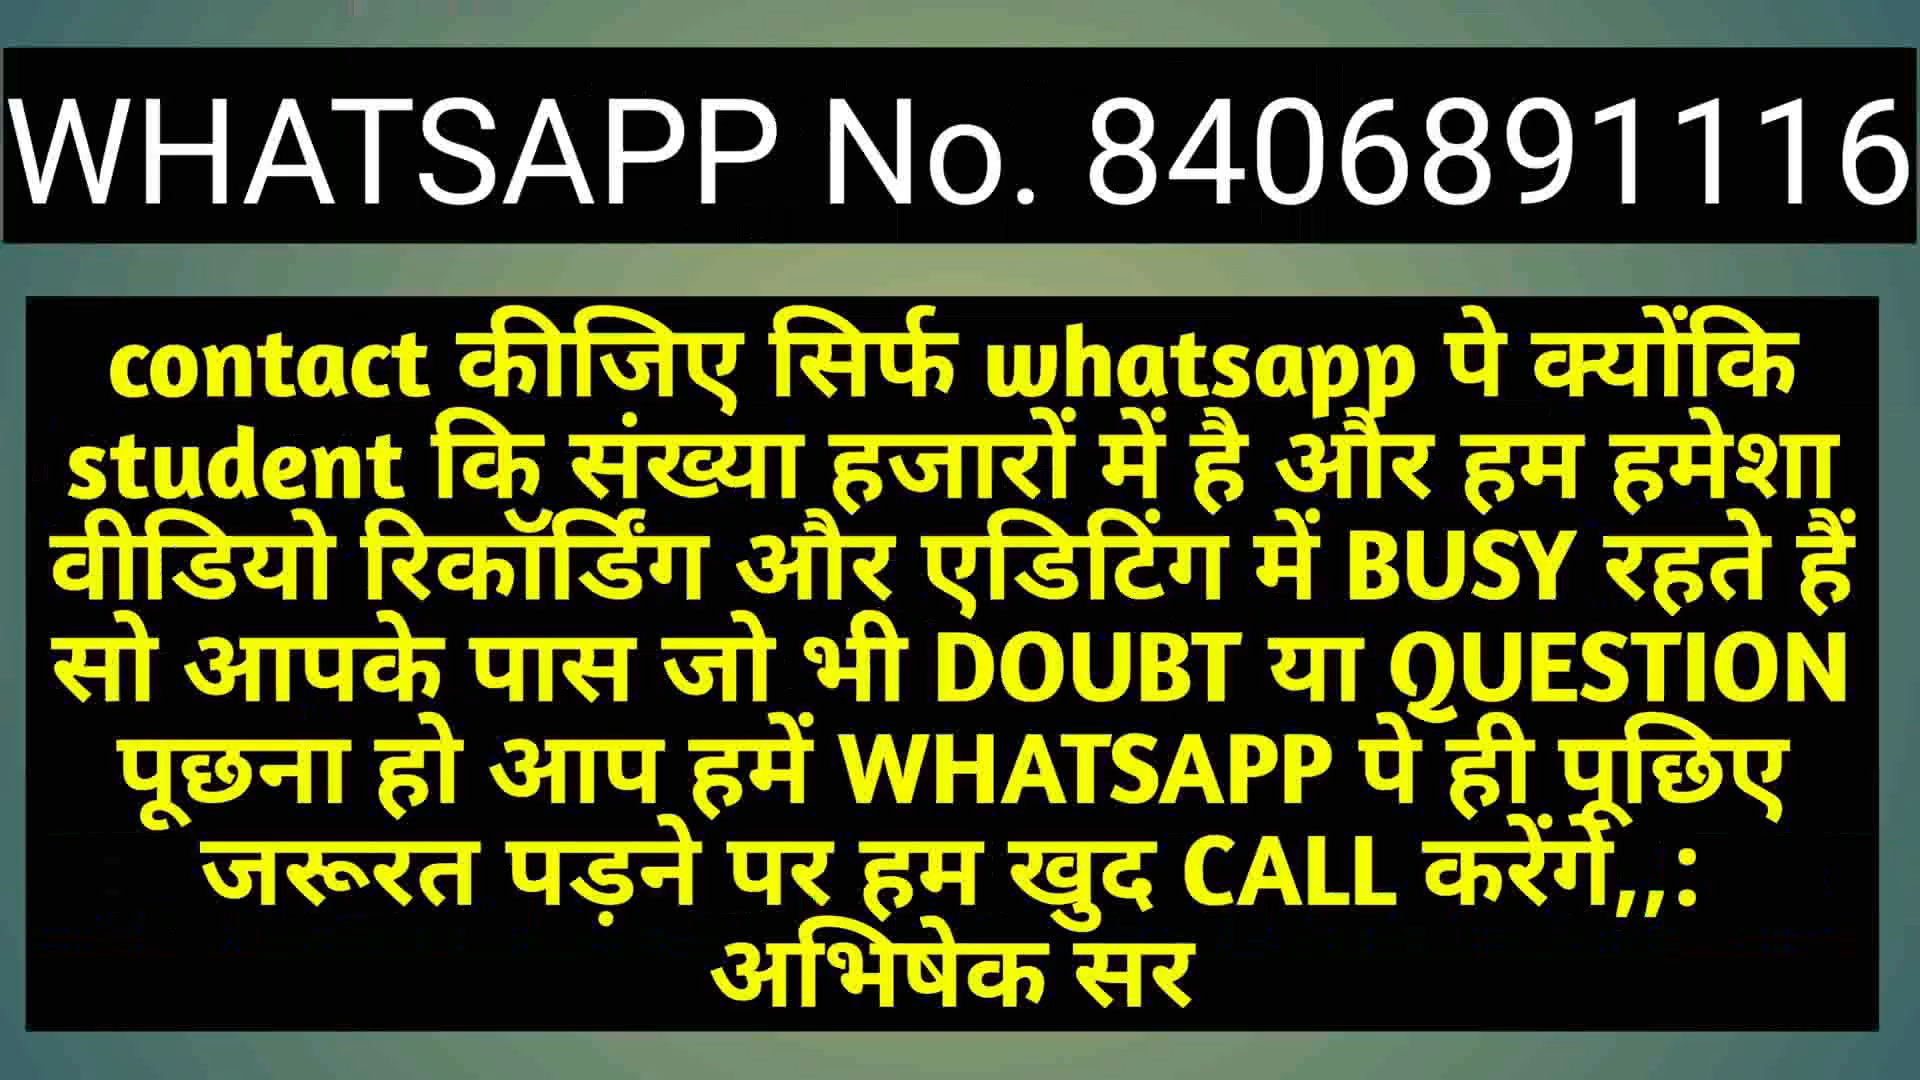 WHATSAPP No. 8406891116
contact कीजिए सिर्फ whatsapp पे क्योंकि
student कि संख्या हजारों में है और हम हमेशा
वीडियो रिकॉर्डिंग और एडिटिंग में BUSY रहते हैं
सो आपके पास जो भी DOUBT या QUESTION
पूछना हो आप हमें WHATSAPP पे ही पूछिए
जरूरत पड़ने पर हम खुद CALL करेंगे,,:
अभिषेक सर